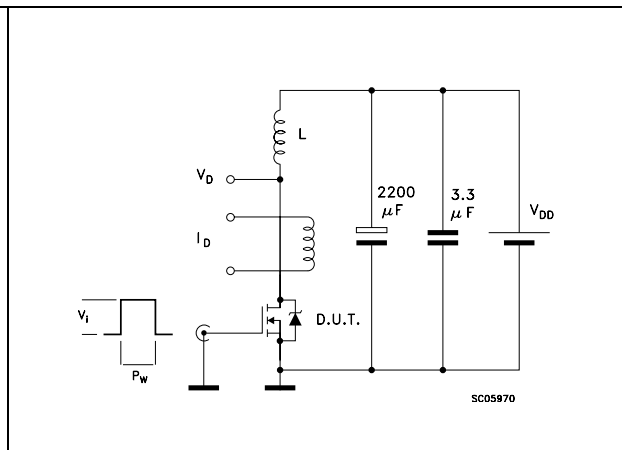 L
V_D
2200 μF
3.3 μF
V_DD
I_D
V_i
D.U.T.
P_W
SC05970